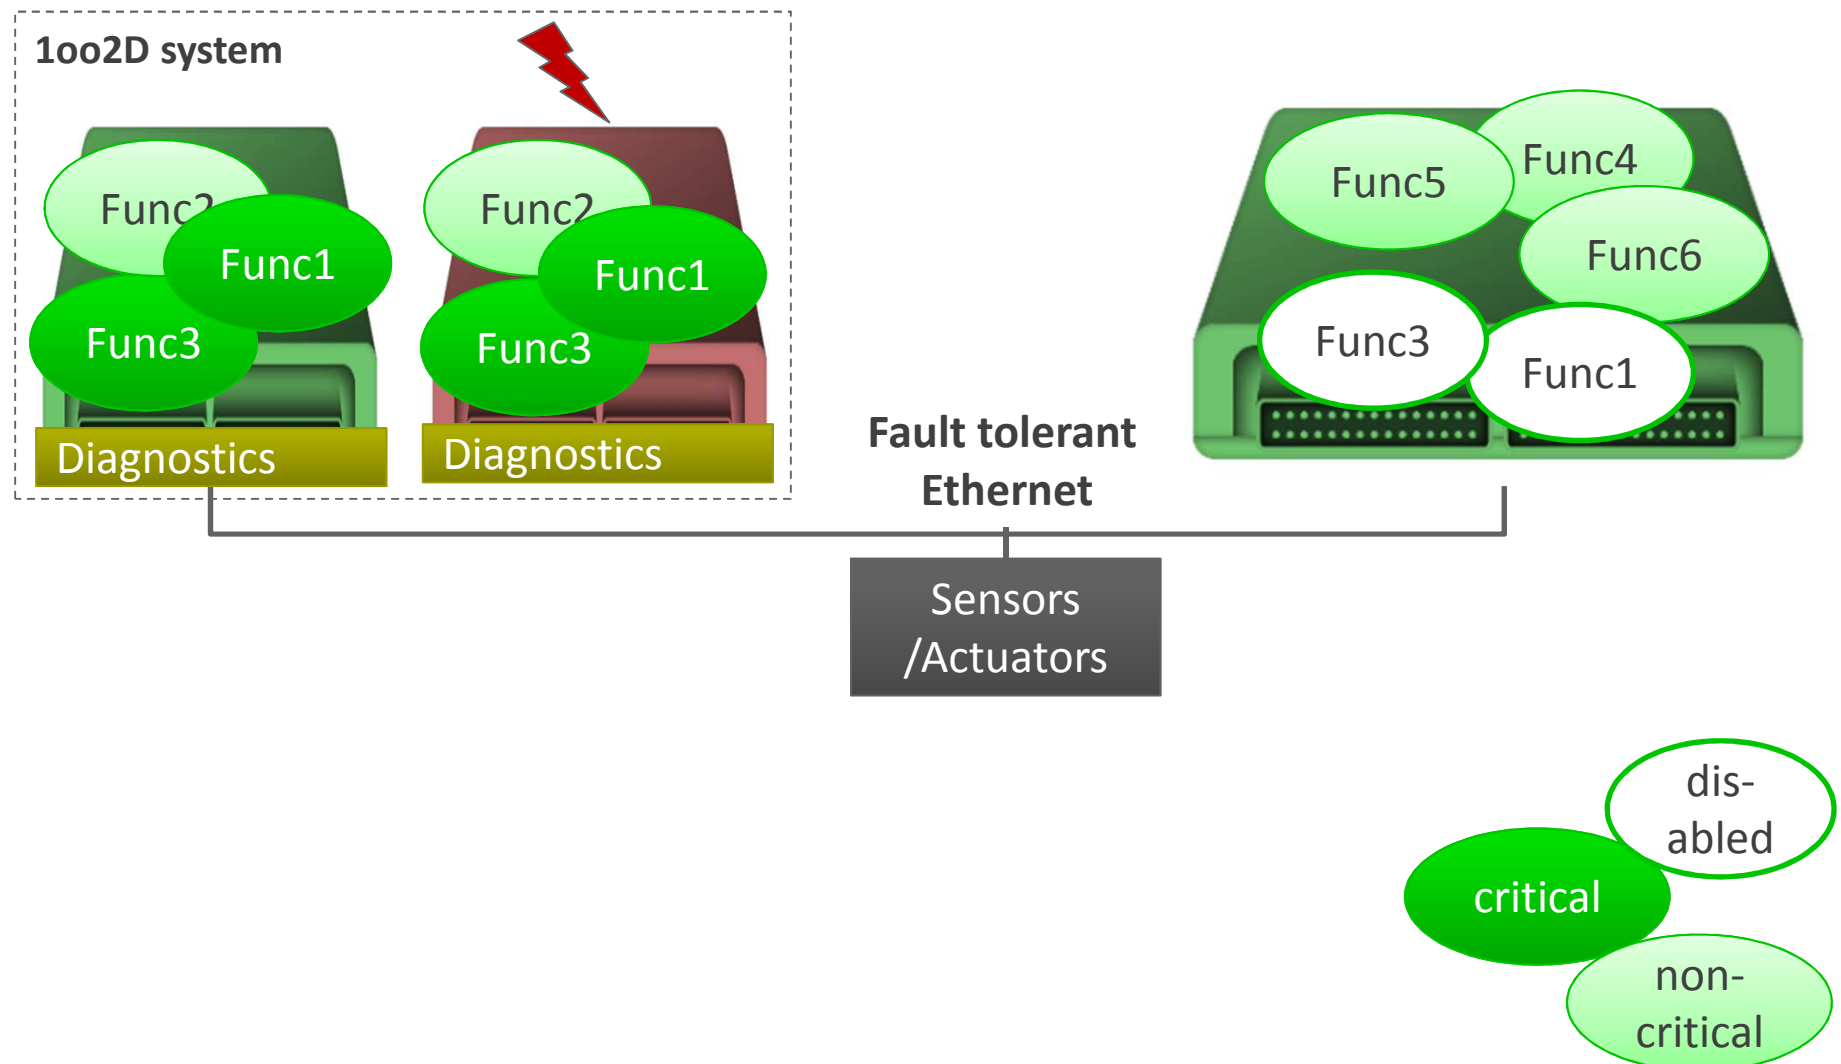 1oo2D system
Func2
Func1
Func3
Diagnostics
Func2
Func1
Func3
Diagnostics
Fault tolerant
Ethernet
Func5
Func4
Func6
Func3
Func1
Sensors
/Actuators
dis-
abled
critical
non-
critical